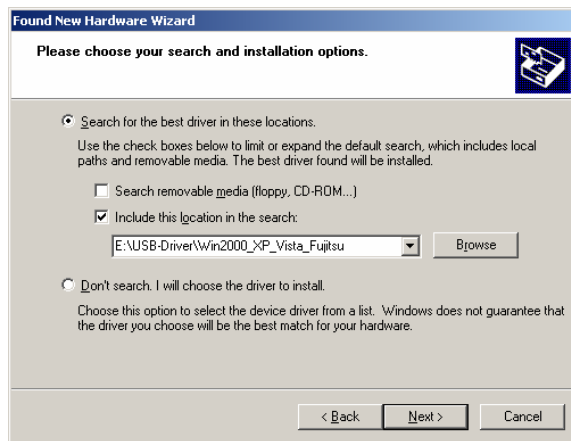 Found New Hardware Wizard
Please choose your search and installation options.
Search for the best driver in these locations.
Use the check boxes below to limit or expand the default search, which includes local
paths and removable media. The best driver found will be installed.
Search removable media (floppy, CD-ROM...)
Include this location in the search:
E:\USB-Driver\Win2000_XP_Vista_Fujitsu
Browse
Don't search. I will choose the driver to install.
Choose this option to select the device driver from a list. Windows does not guarantee that
the driver you choose will be the best match for your hardware.
< Back Next > Cancel